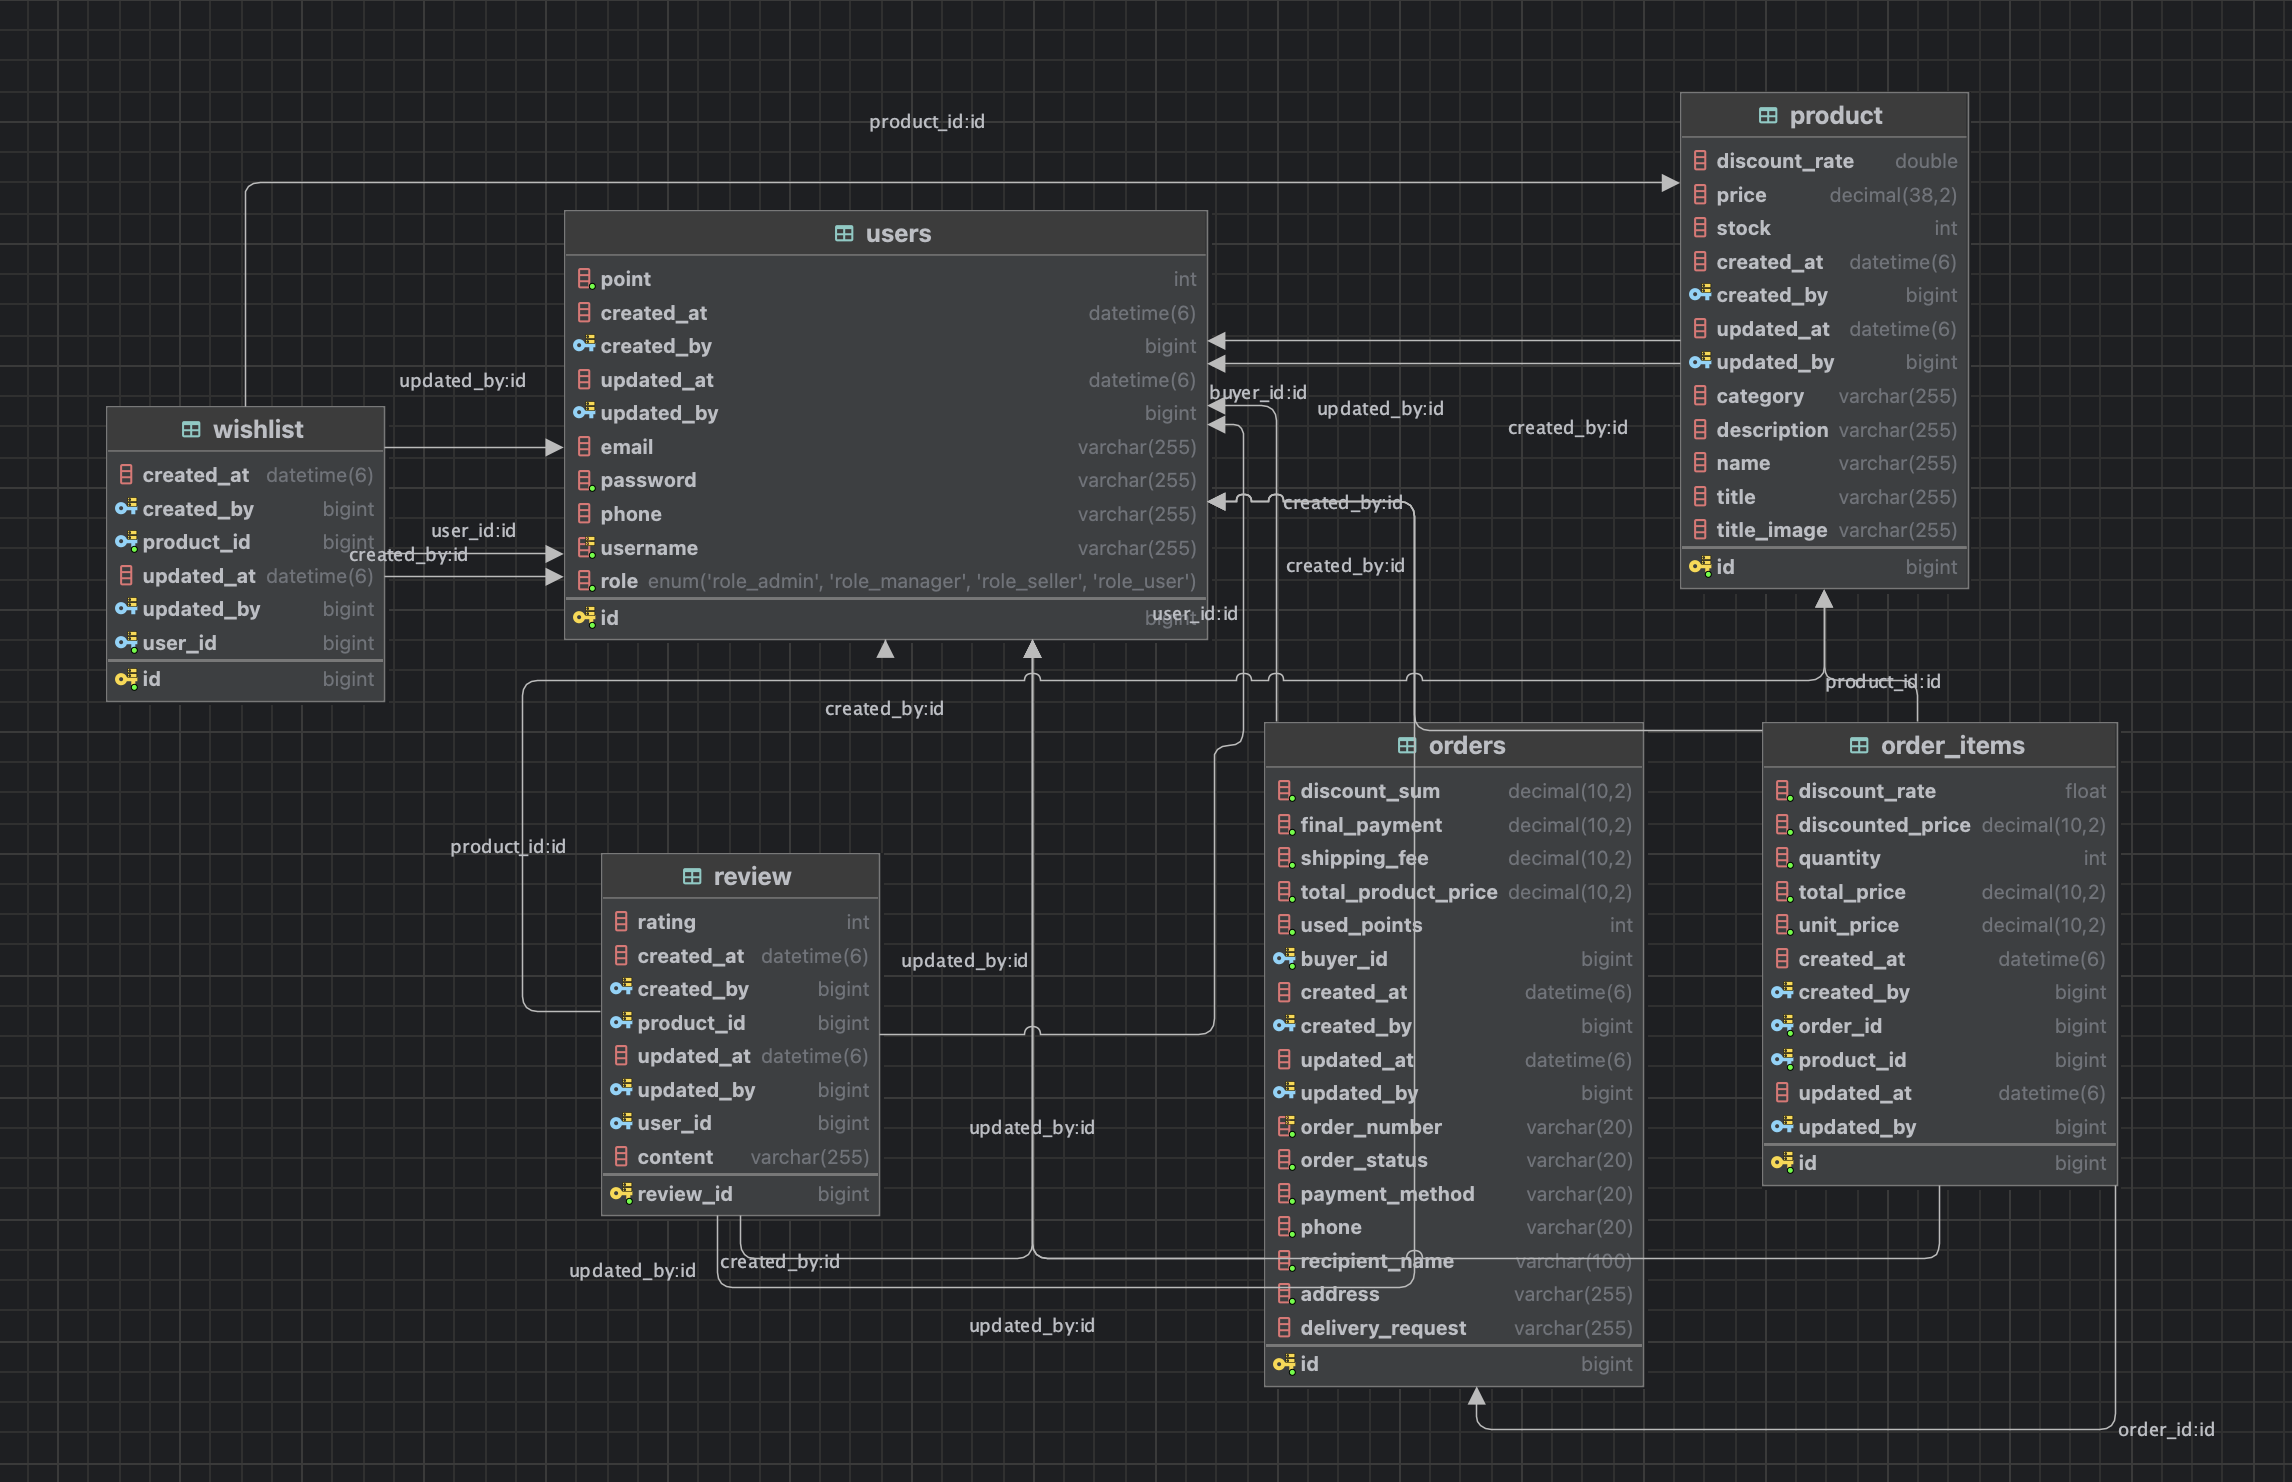 product_id:id
product
discount_rate double
price decimal(38,2)
stock int
created_at datetime(6)
created_by bigint
updated_at datetime(6)
updated_by bigint
category varchar(255)
description varchar(255)
name varchar(255)
title varchar(255)
title_image varchar(255)
id bigint
users
point int
created_at datetime(6)
created_by bigint
updated_at datetime(6)
updated_by bigint
email varchar(255)
password varchar(255)
phone varchar(255)
username varchar(255)
role enum('role_admin', 'role_manager', 'role_seller', 'role_user')
id bigint
updated_by:id
buyer_id:id
updated_by:id
created_by:id
wishlist
created_at datetime(6)
created_by bigint
product_id bigint
updated_at datetime(6)
updated_by bigint
user_id bigint
id bigint
user_id:id
created_by:id
created_by:id
created_by:id
user_id:id
product_id:id
created_by:id
product_id:id
review
rating int
created_at datetime(6)
created_by bigint
product_id bigint
updated_at datetime(6)
updated_by bigint
user_id bigint
content varchar(255)
review_id bigint
updated_by:id
updated_by:id
orders
discount_sum decimal(10,2)
final_payment decimal(10,2)
shipping_fee decimal(10,2)
total_product_price decimal(10,2)
used_points int
buyer_id bigint
created_at datetime(6)
created_by bigint
updated_at datetime(6)
updated_by bigint
order_number varchar(20)
order_status varchar(20)
payment_method varchar(20)
phone varchar(20)
recipient_name varchar(100)
address varchar(255)
delivery_request varchar(255)
id bigint
order_items
discount_rate float
discounted_price decimal(10,2)
quantity int
total_price decimal(10,2)
unit_price decimal(10,2)
created_at datetime(6)
created_by bigint
order_id bigint
product_id bigint
updated_at datetime(6)
updated_by bigint
id bigint
updated_by:id
created_by:id
updated_by:id
order_id:id